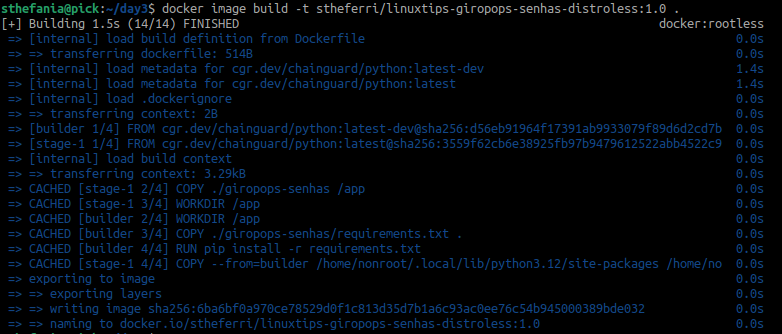 sthefania@pick:~/day3$ docker image build -t stheferri/linuxtips-giropops-senhas-distroless:1.0 .
[+] Building 1.5s (14/14) FINISHED docker:rootless
=> [internal] load build definition from Dockerfile 0.0s
=> => transferring dockerfile: 514B 0.0s
=> [internal] load metadata for cgr.dev/chainguard/python:latest-dev 1.4s
=> [internal] load metadata for cgr.dev/chainguard/python:latest 1.4s
=> [internal] load .dockerignore 0.0s
=> => transferring context: 2B 0.0s
=> [builder 1/4] FROM cgr.dev/chainguard/python:latest-dev@sha256:d56eb91964f17391ab9933079f89d6d2cd7b 0.0s
=> [stage-1 1/4] FROM cgr.dev/chainguard/python:latest@sha256:3559f62cb6e38925fb97b9479612522abb4522c9 0.0s
=> [internal] load build context 0.0s
=> => transferring context: 3.29kB 0.0s
=> CACHED [stage-1 2/4] COPY ./giropops-senhas /app 0.0s
=> CACHED [stage-1 3/4] WORKDIR /app 0.0s
=> CACHED [builder 2/4] WORKDIR /app 0.0s
=> CACHED [builder 3/4] COPY ./giropops-senhas/requirements.txt . 0.0s
=> CACHED [builder 4/4] RUN pip install -r requirements.txt 0.0s
=> CACHED [stage-1 4/4] COPY --from=builder /home/nonroot/.local/lib/python3.12/site-packages /home/no 0.0s
=> exporting to image 0.0s
=> => exporting layers 0.0s
=> => writing image sha256:6ba6bf0a970ce78529d0f1c813d35d7b1a6c93ac0ee76c54b945000389bde032 0.0s
=> => naming to docker.io/stheferri/linuxtips-giropops-senhas-distroless:1.0 0.0s